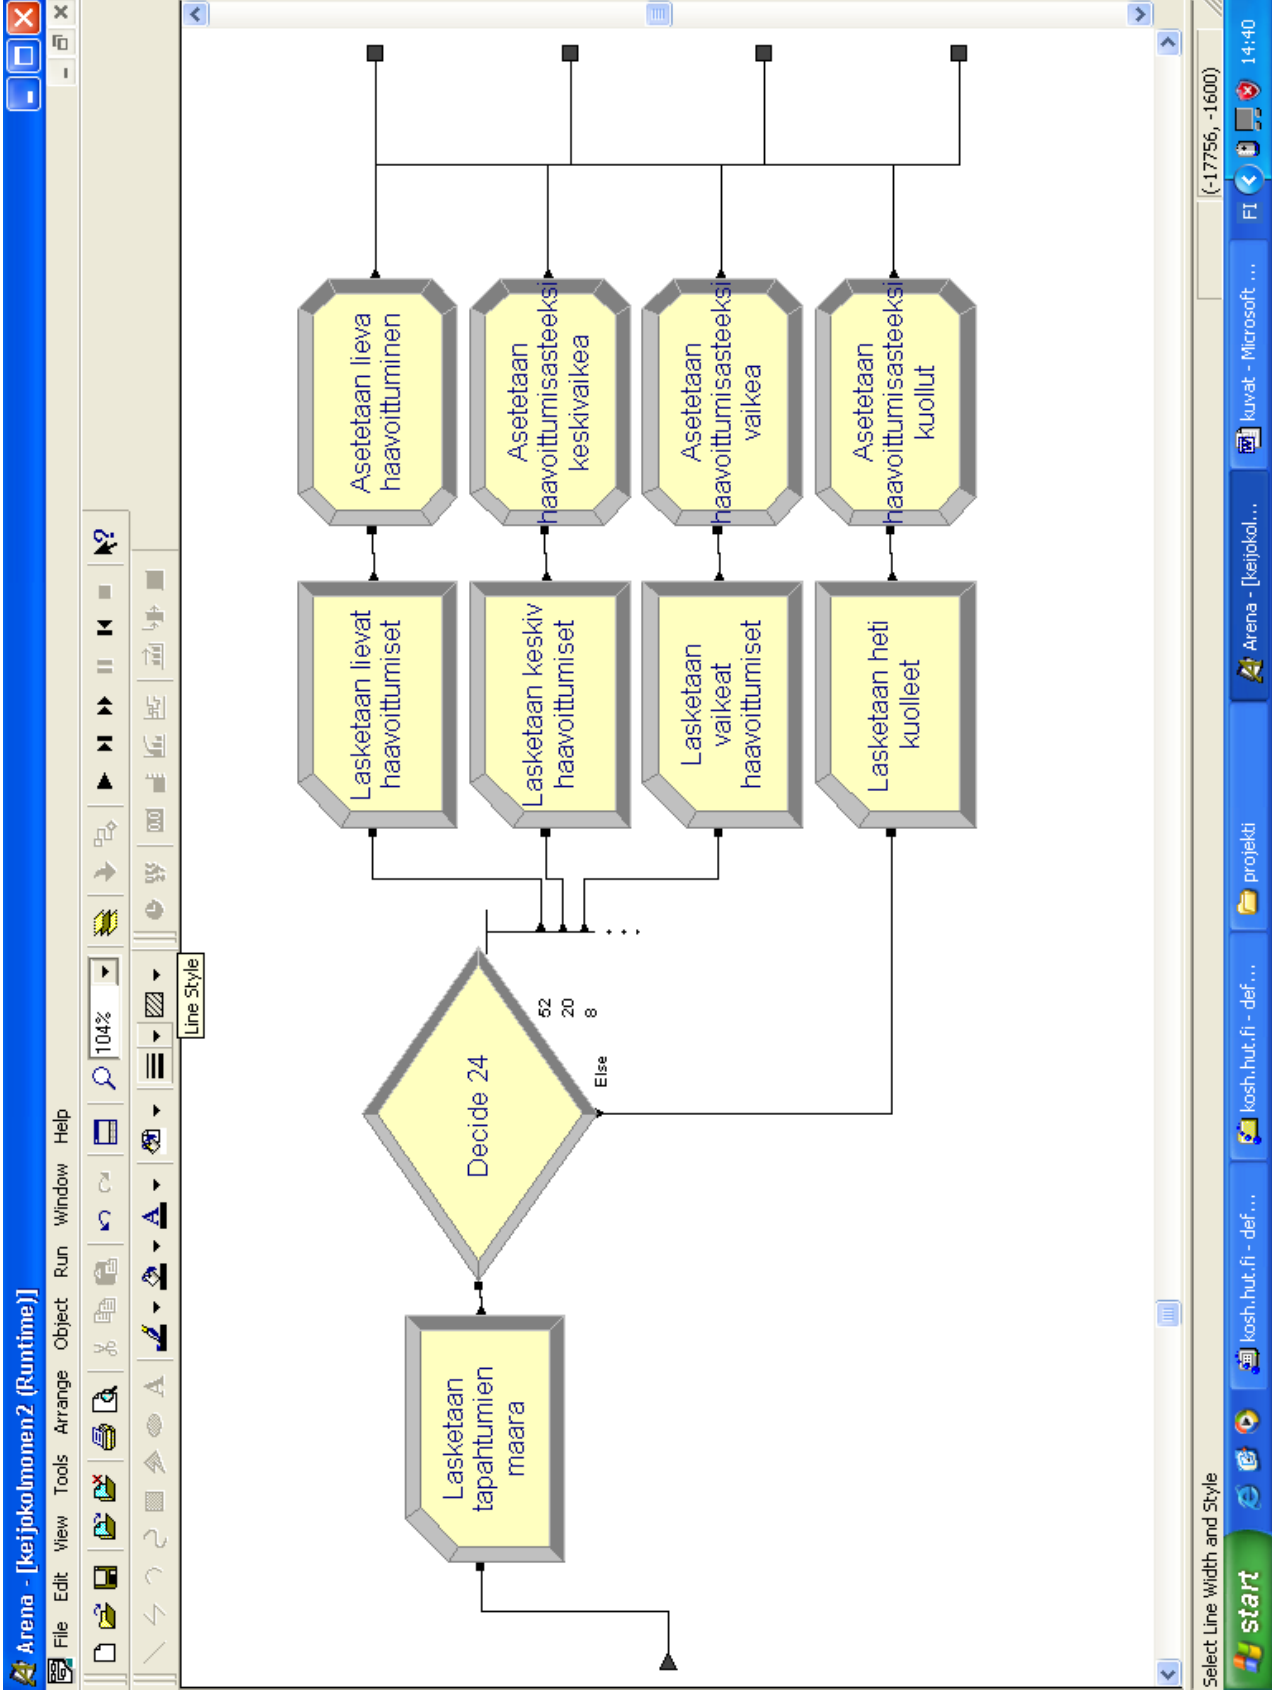 Arena - [keijokolmonen2 (Runtime)]
File Edit View Tools Arrange Object Run Window Help
104%
Line Style
Lasketaan
tapahtumien
maara
Decide 24
52
20
8
Else
Lasketaan lievat
haavoittumiset
Asetetaan lieva
haavoittuminen
Lasketaan keskiv
haavoittumiset
Asetetaan
haavoittumisasteeksi
keskivaikea
Lasketaan
vaikeat
haavoittumiset
Asetetaan
haavoittumisasteeksi
vaikea
Lasketaan heti
kuolleet
Asetetaan
haavoittumisasteeksi
kuollut
Select Line Width and Style
(-17756, -1600)
start
kosh.hut.fi - def...
kosh.hut.fi - def...
projekti
Arena - [keijokol...
kuvat - Microsoft ...
FI
14:40